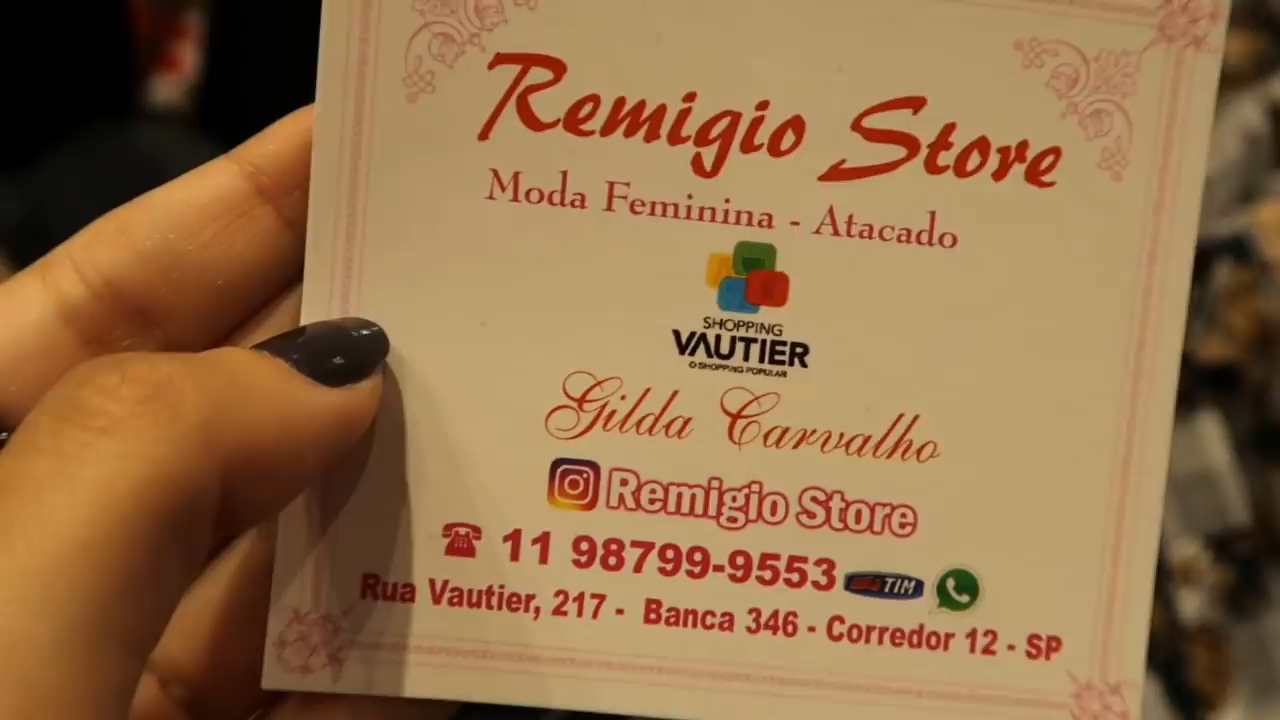 Remigio Store
Moda Feminina - Atacado
SHOPPING
VAUTIER
O SHOPPING POPULAR
Gilda Carvalho
Remigio Store
11 98799-9553 TIM
Rua Vautier, 217 - Banca 346 - Corredor 12 - SP